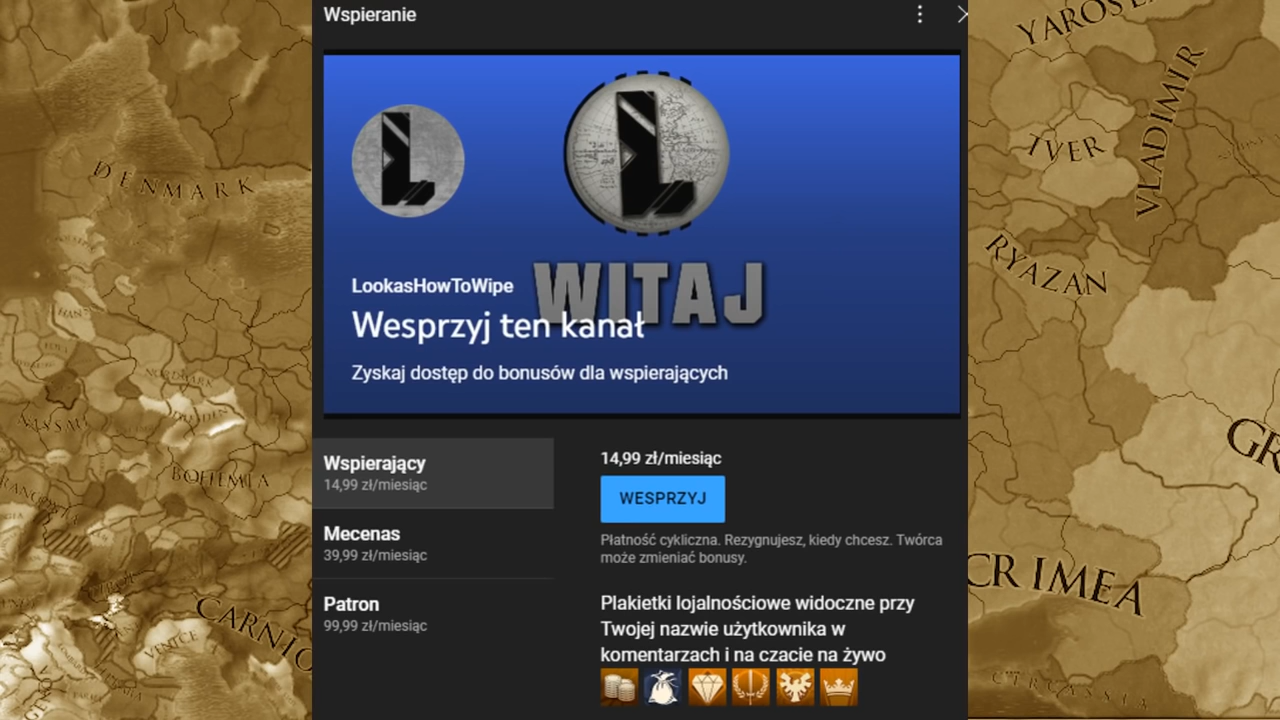 Wspieranie
L
L
WITAJ
LookasHowToWipe
Wesprzyj ten kanał
Zyskaj dostęp do bonusów dla wspierających
Wspierający
14,99 zł/miesiąc
Mecenas
39,99 zł/miesiąc
Patron
99,99 zł/miesiąc
14,99 zł/miesiąc
WESPRZYJ
Płatność cykliczna. Rezygnujesz, kiedy chcesz. Twórca
może zmieniać bonusy.
Plakietki lojalnościowe widoczne przy
Twojej nazwie użytkownika w
komentarzach i na czacie na żywo
DENMARK
NASSAU
BOHEMIA
VENICE
TVER
VLADIMIR
RYAZAN
CRIMEA
CIRCASSIA